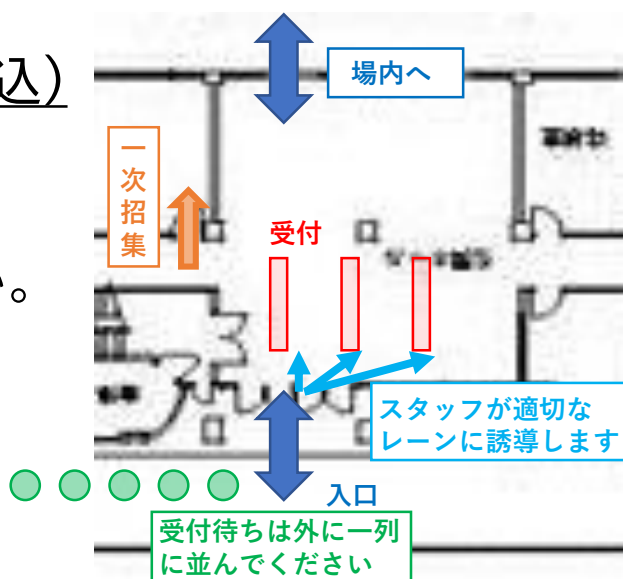 込)
場内へ
一次招集
受付
い。
スタッフが適切な
レーンに誘導します
入口
受付待ちは外に一列
に並んでください